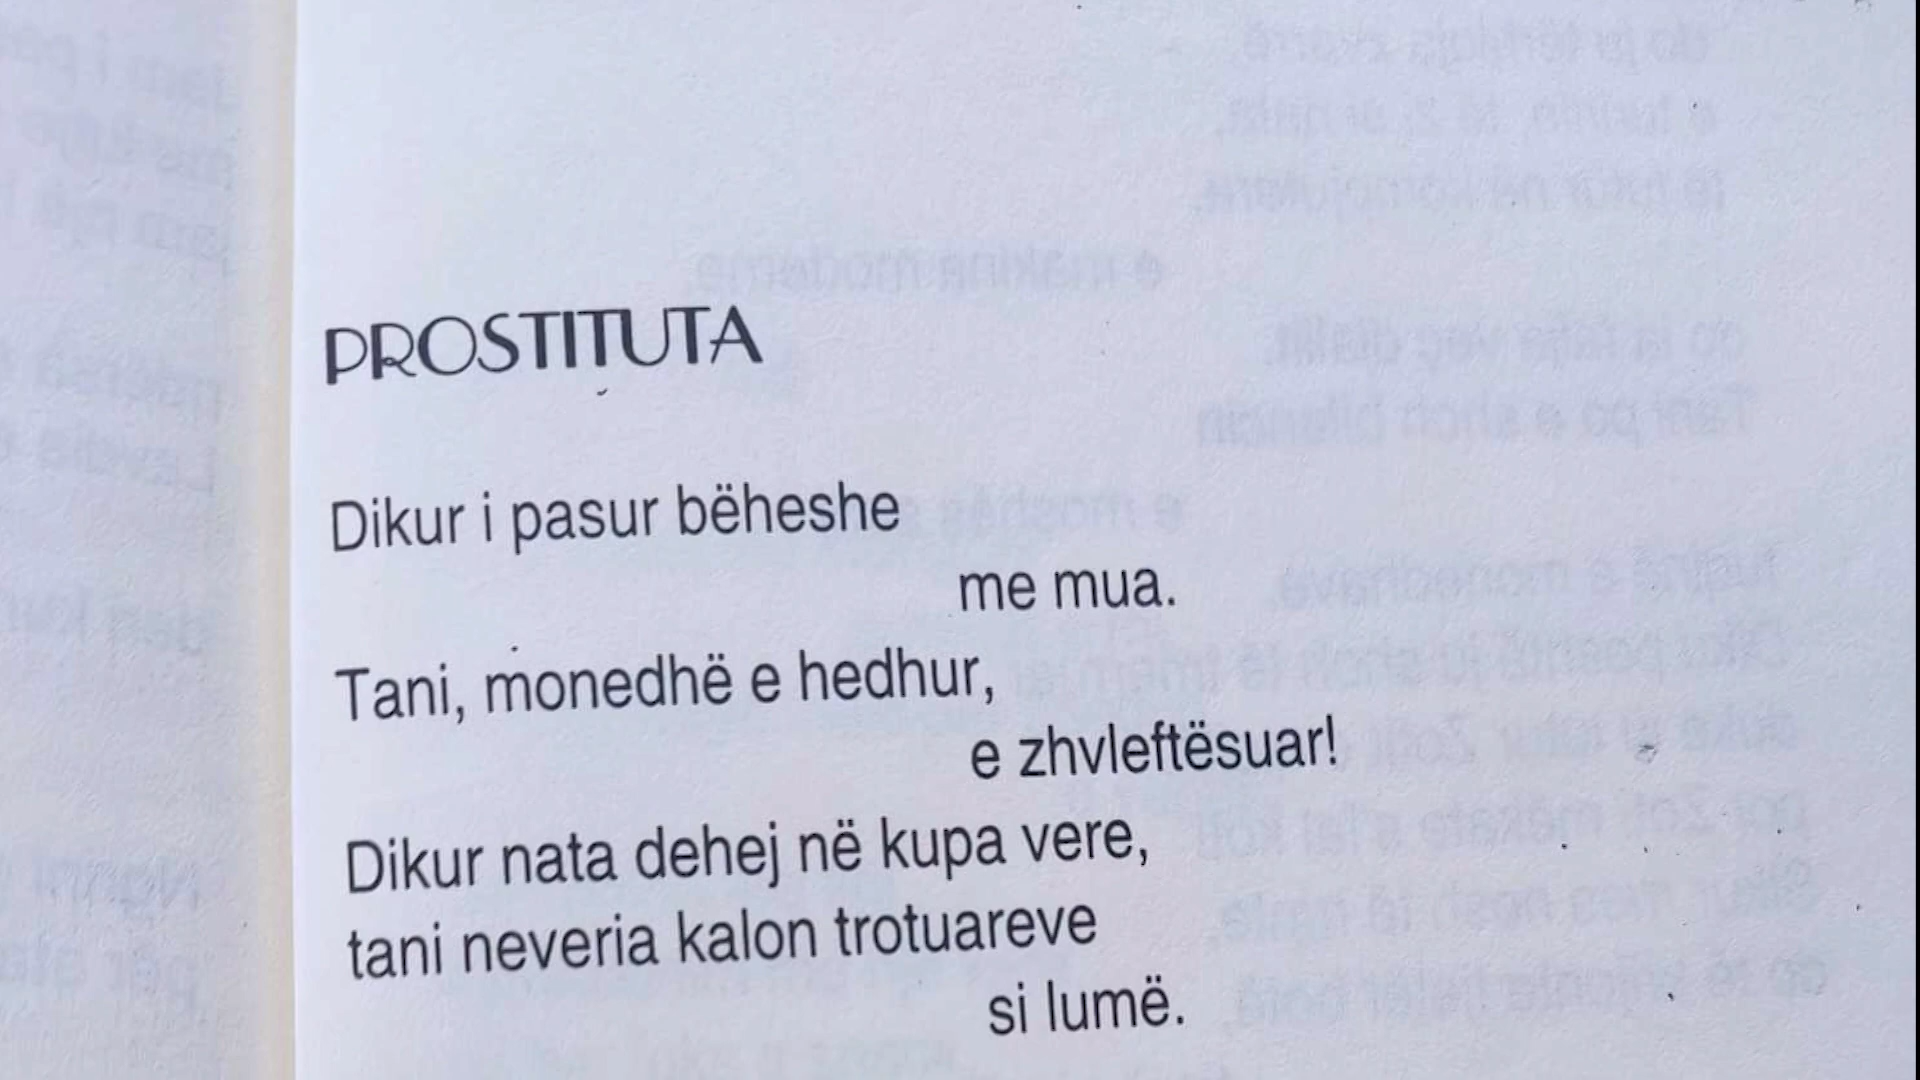 PROSTITUTA
Dikur i pasur bëheshe
me mua.
Tani, monedhë e hedhur,
e zhvleftësuar!
Dikur nata dehej në kupa vere,
tani neveria kalon trotuareve
si lumë.